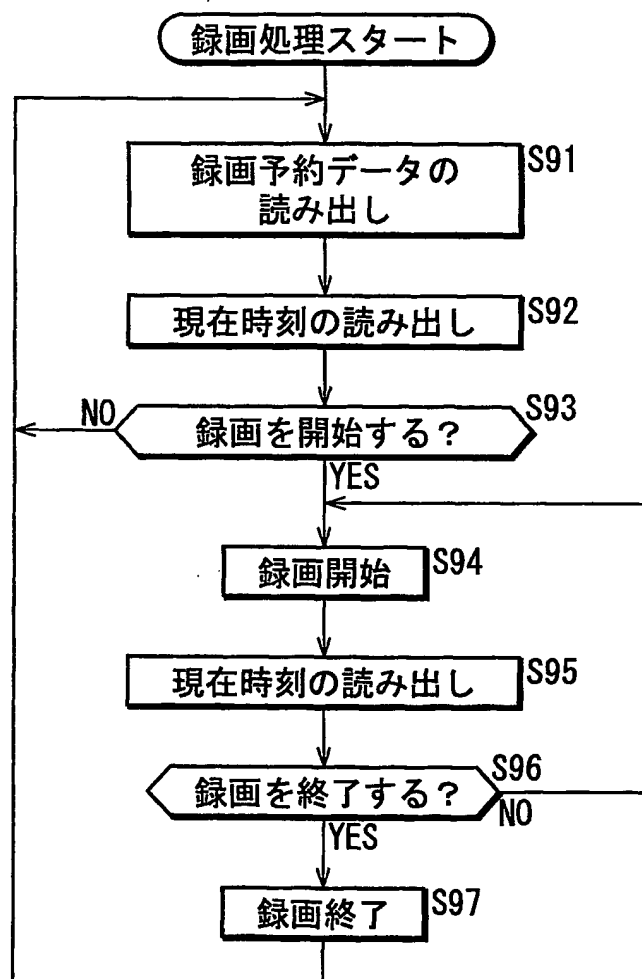 録画処理スタート
録画予約データの
読み出し
S91
現在時刻の読み出し
S92
録画を開始する?
S93
NO
YES
録画開始
S94
現在時刻の読み出し
S95
録画を終了する?
S96
NO
YES
録画終了
S97